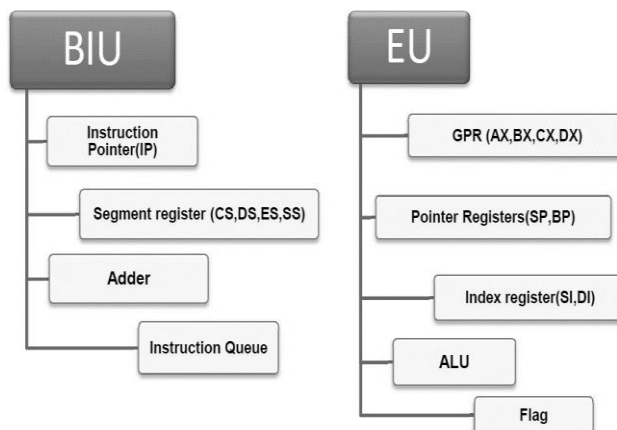 BIU
Instruction
Pointer(IP)
Segment register (CS,DS,ES,SS)
Adder
Instruction Queue
EU
GPR (AX,BX,CX,DX)
Pointer Registers(SP,BP)
Index register(SI,DI)
ALU
Flag